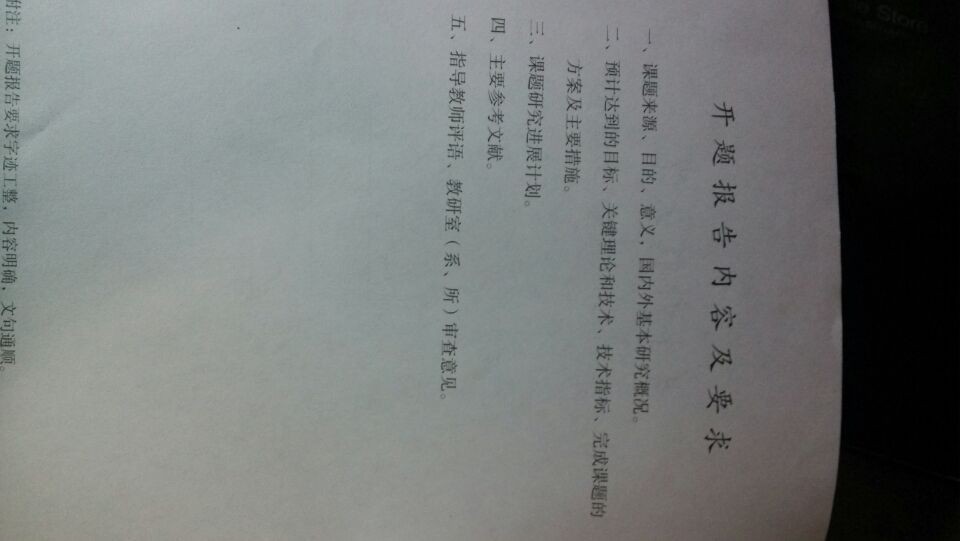 开题报告内容及要求
一、课题来源、目的、意义，国内外基本研究概况。
二、预计达到的目标、关键理论和技术、技术指标、完成课题的
方案及主要措施。
三、课题研究进展计划。
四、主要参考文献。
五、指导教师评语、教研室（系、所）审查意见。
附注：开题报告要求字迹工整，内容明确，文句通顺。
Store